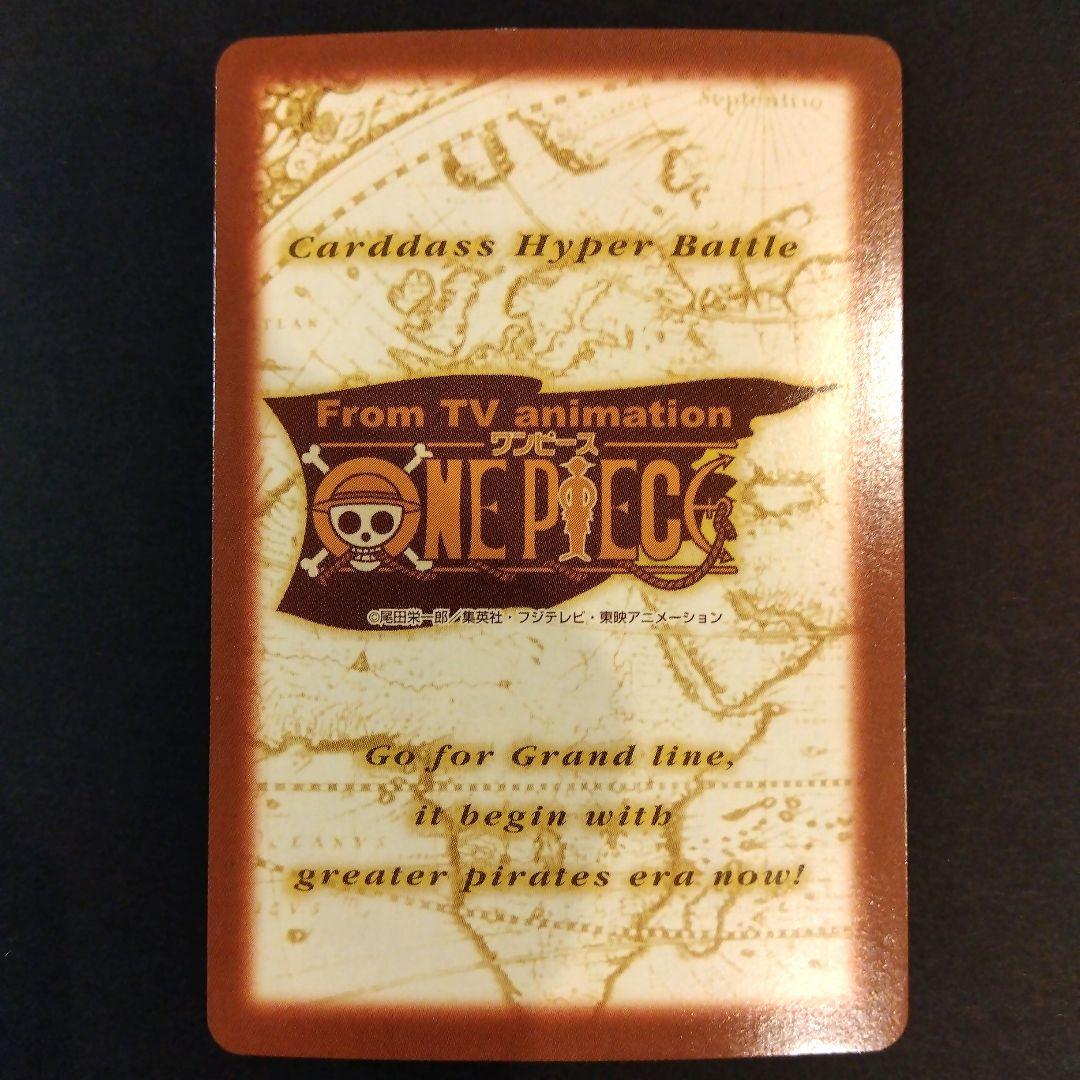 Septentrio
Carddass Hyper Battle
From TV animation
ワンピース
ONE PIECE
©尾田栄一郎/集英社・フジテレビ・東映アニメーション
Go for Grand line,
it begin with
greater pirates era now!